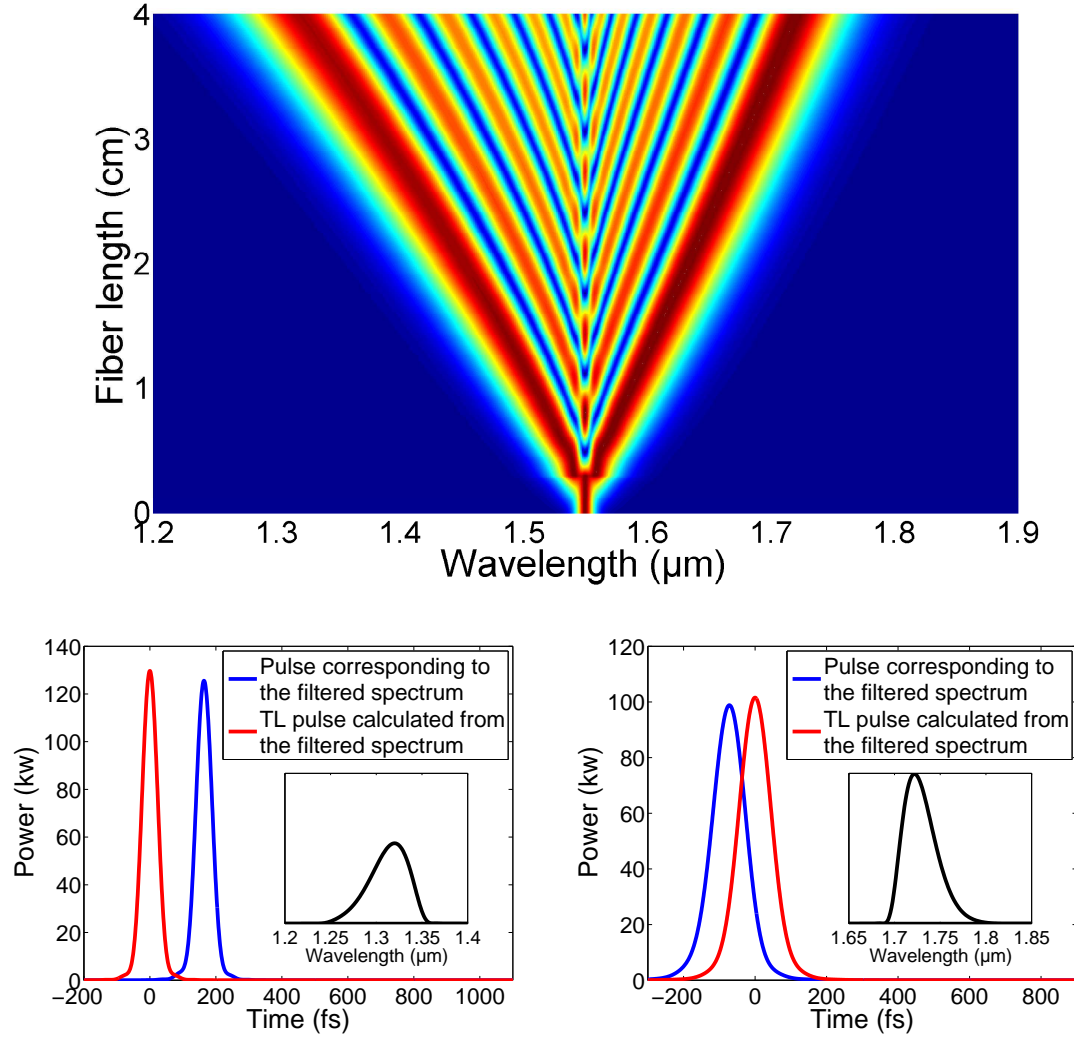 4
3
2
1
0
Fiber length (cm)
1.2 1.3 1.4 1.5 1.6 1.7 1.8 1.9
Wavelength (µm)
140
120
100
80
60
40
20
0
Power (kw)
Pulse corresponding to
the filtered spectrum
TL pulse calculated from
the filtered spectrum
1.2 1.25 1.3 1.35 1.4
Wavelength (µm)
−200 0 200 400 600 800 1000
Time (fs)
120
100
80
60
40
20
0
Power (kw)
Pulse corresponding to
the filtered spectrum
TL pulse calculated from
the filtered spectrum
1.65 1.7 1.75 1.8 1.85
Wavelength (µm)
−200 0 200 400 600 800
Time (fs)